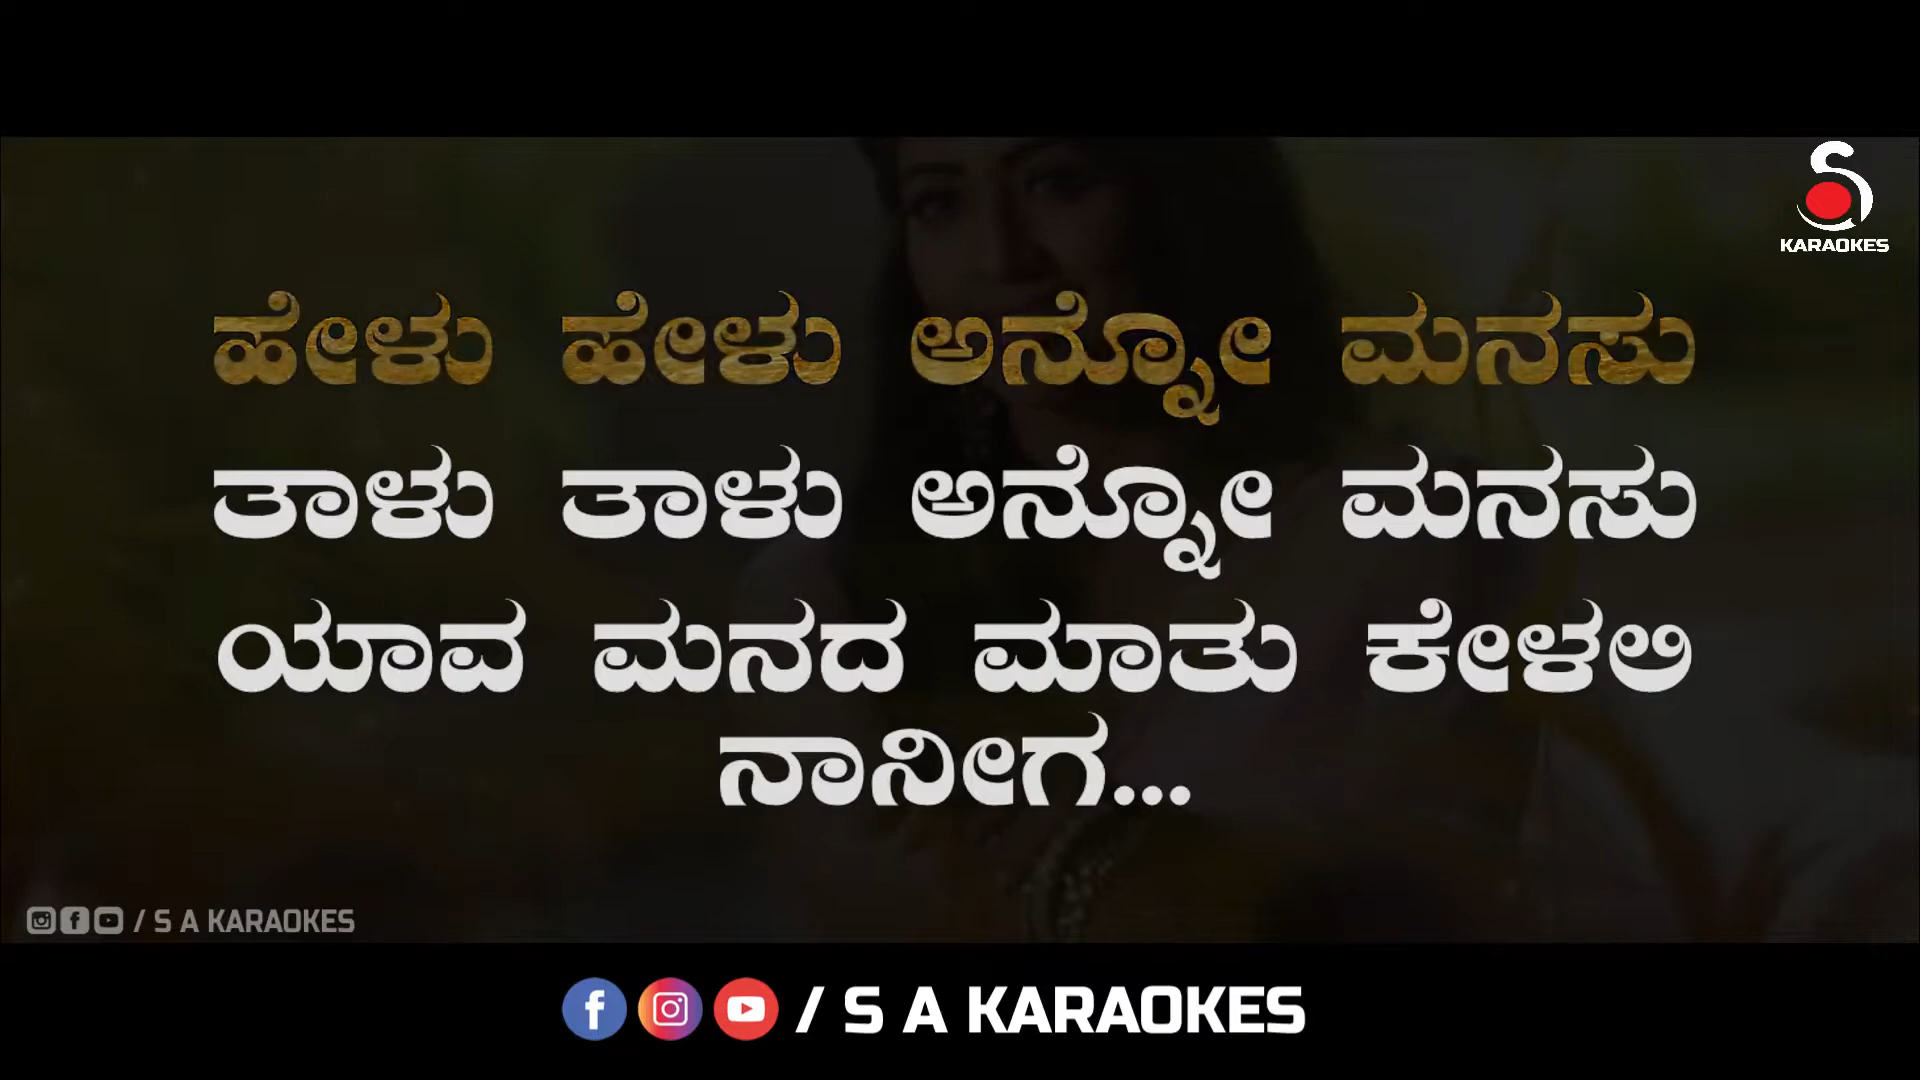 KARAOKES
ಹೇಳು ಹೇಳು ಅನ್ನೋ ಮನಸು
ತಾಳು ತಾಳು ಅನ್ನೋ ಮನಸು
ಯಾವ ಮನದ ಮಾತು ಕೇಳಲಿ
ನಾನೀಗ...
/ S A KARAOKES
/ S A KARAOKES